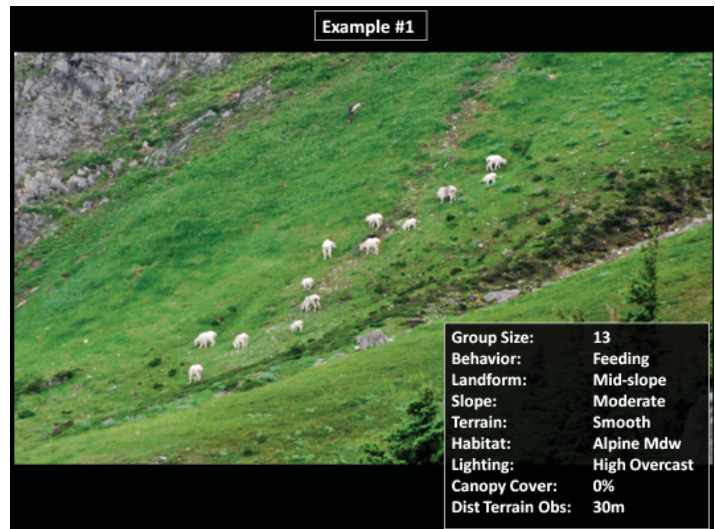 Example #1
Group Size: 13
Behavior: Feeding
Landform: Mid-slope
Slope: Moderate
Terrain: Smooth
Habitat: Alpine Mdw
Lighting: High Overcast
Canopy Cover: 0%
Dist Terrain Obs: 30m